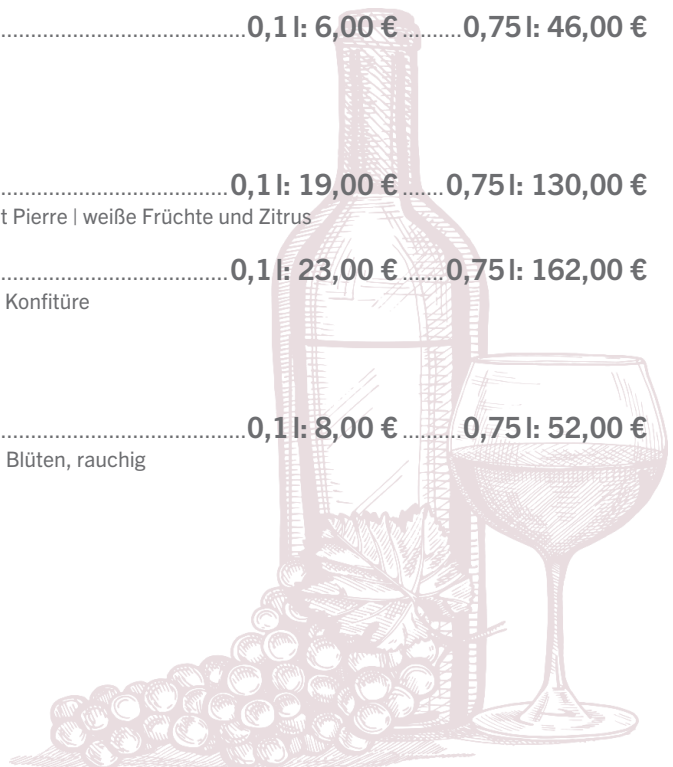 0,1 l: 6,00 € ......... 0,75 l: 46,00 €
0,1 l: 19,00 € ....... 0,75 l: 130,00 €
t Pierre | weiße Früchte und Zitrus
0,1 l: 23,00 € ....... 0,75 l: 162,00 €
Konfitüre
0,1 l: 8,00 € ......... 0,75 l: 52,00 €
Blüten, rauchig